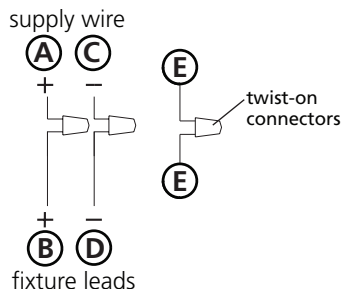 supply wire
A C E
+ −
twist-on
connectors
E
+ −
B D
fixture leads